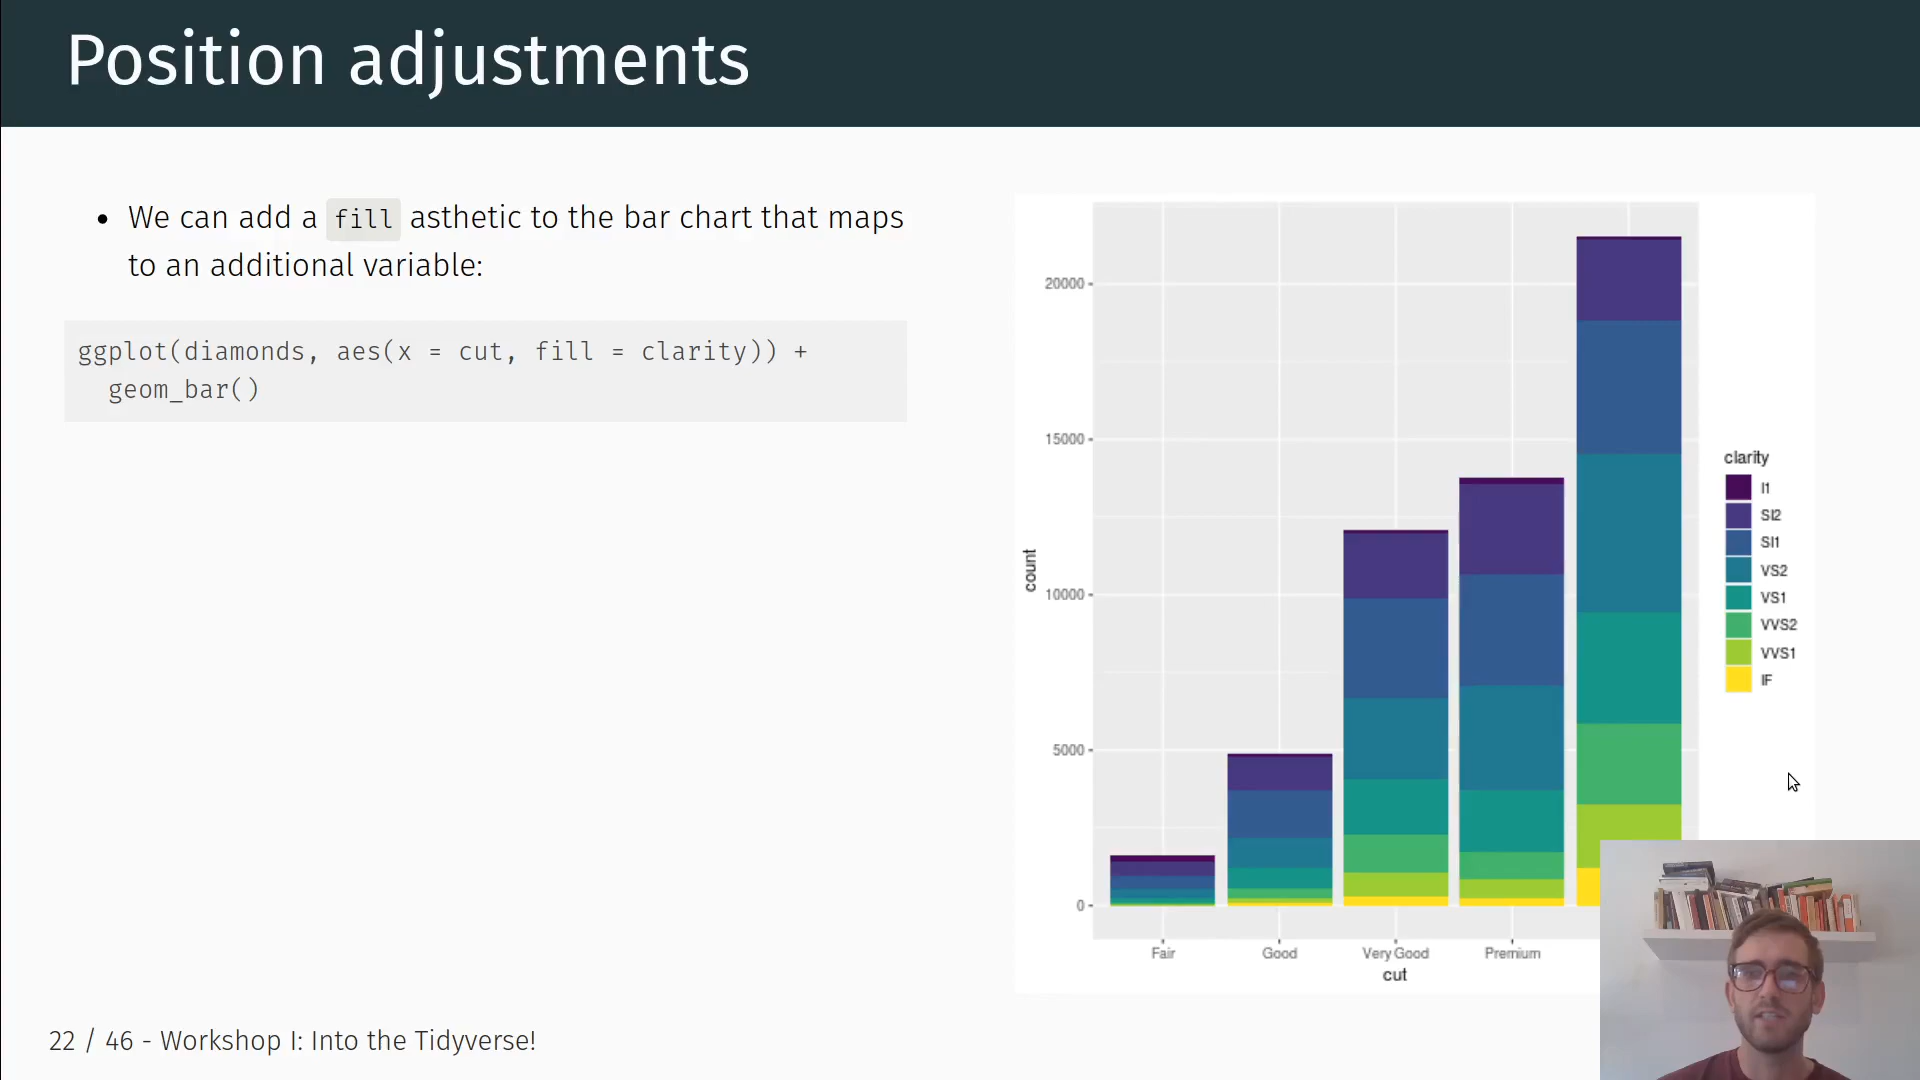 Position adjustments
• We can add a fill asthetic to the bar chart that maps
to an additional variable:
ggplot(diamonds, aes(x = cut, fill = clarity)) +
geom_bar()
20000
15000
10000
5000
0
count
Fair Good Very Good Premium
cut
clarity
I1
SI2
SI1
VS2
VS1
VVS2
VVS1
IF
22 / 46 - Workshop I: Into the Tidyverse!